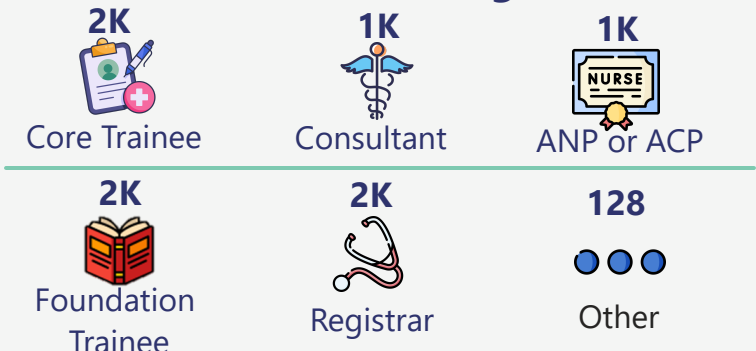 2K
1K
1K
NURSE
Core Trainee
Consultant
ANP or ACP
2K
2K
128
Foundation
Trainee
Registrar
Other